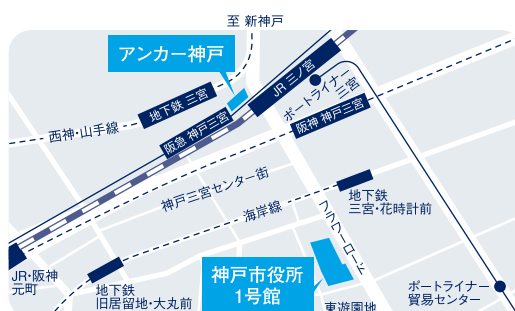 至 新神戸
アンカー神戸
JR 三ノ宮
地下鉄 三宮
ポートライナー
三宮
西神・山手線
阪急 神戸三宮
阪神 神戸三宮
神戸三宮センター街
海岸線
地下鉄
三宮・花時計前
フラワーロード
JR・阪神
元町
地下鉄
旧居留地・大丸前
神戸市役所
1号館
東遊園地
ポートライナー
貿易センター